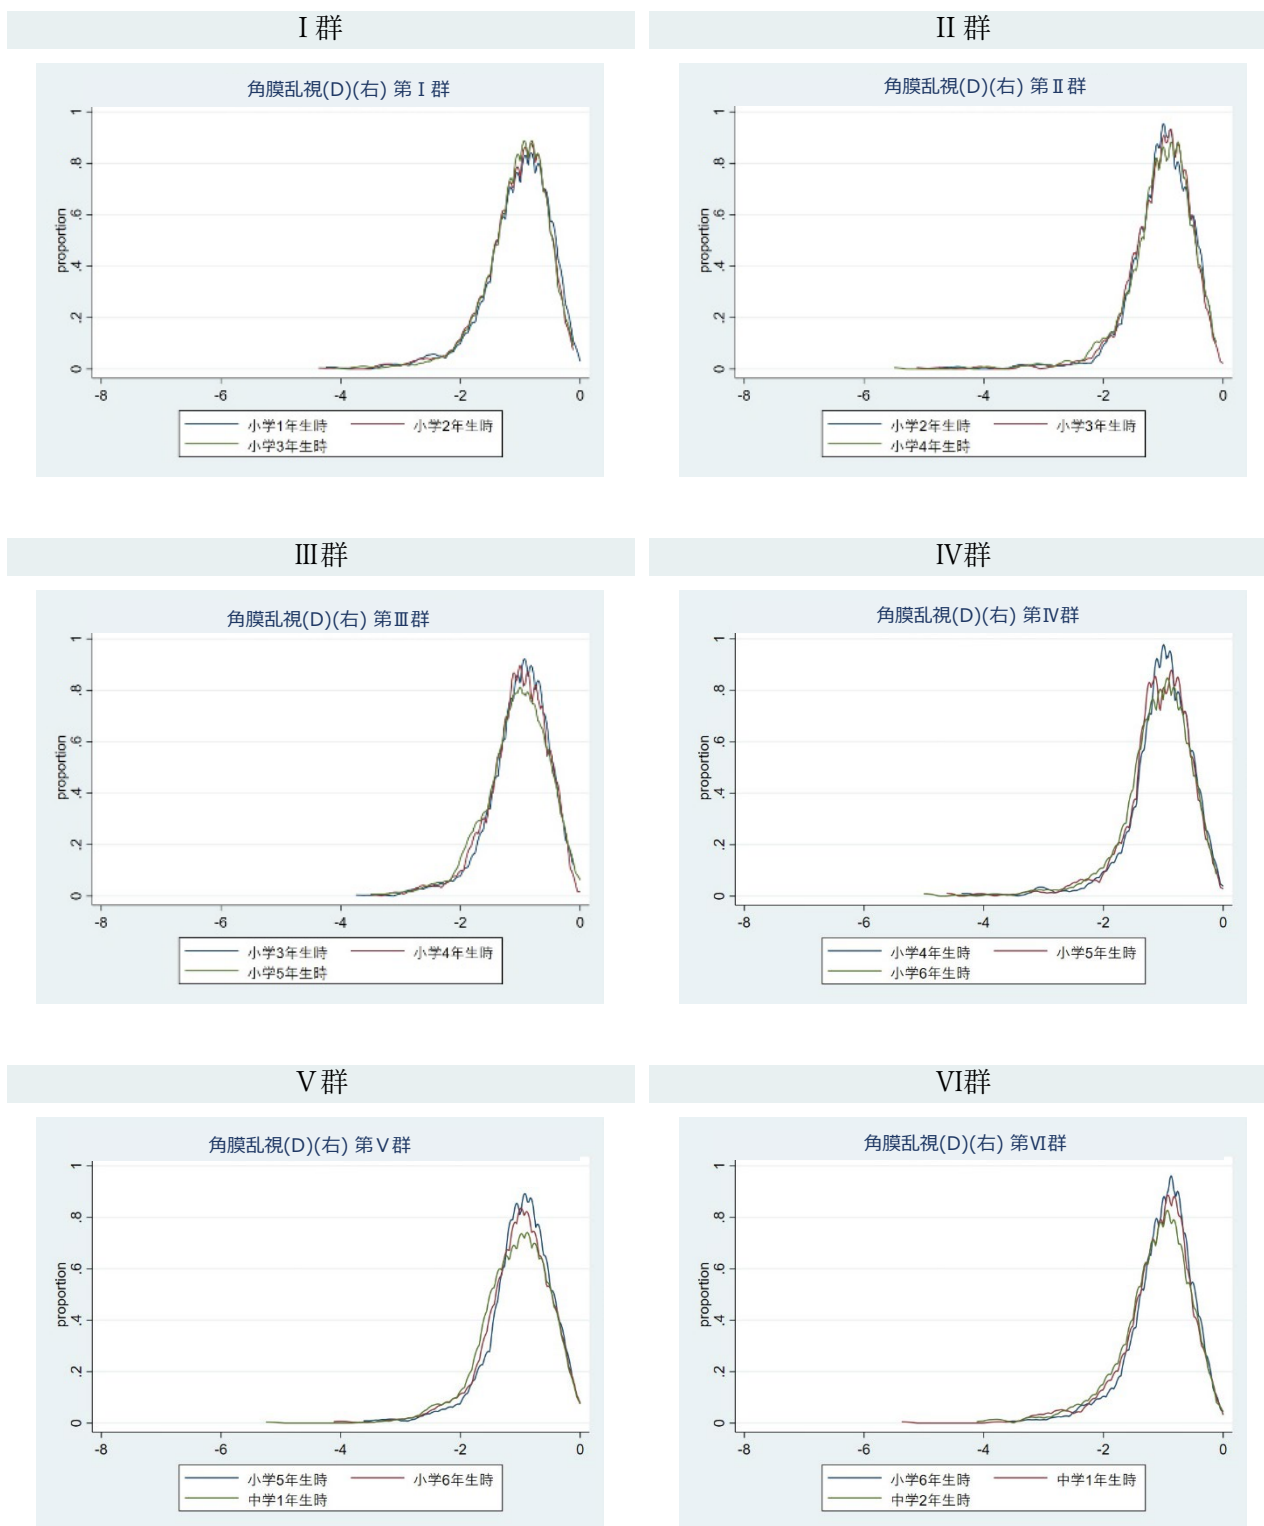 I 群
II 群
角膜乱視(D)(右) 第Ⅰ群
角膜乱視(D)(右) 第Ⅱ群
proportion
0 .2 .4 .6 .8 1
-8 -6 -4 -2 0
小学1年生時 小学2年生時
小学3年生時
proportion
0 .2 .4 .6 .8 1
-8 -6 -4 -2 0
小学2年生時 小学3年生時
小学4年生時
Ⅲ群
Ⅳ群
角膜乱視(D)(右) 第Ⅲ群
角膜乱視(D)(右) 第Ⅳ群
proportion
0 .2 .4 .6 .8 1
-8 -6 -4 -2 0
小学3年生時 小学4年生時
小学5年生時
proportion
0 .2 .4 .6 .8 1
-8 -6 -4 -2 0
小学4年生時 小学5年生時
小学6年生時
Ⅴ群
Ⅵ群
角膜乱視(D)(右) 第Ⅴ群
角膜乱視(D)(右) 第Ⅵ群
proportion
0 .2 .4 .6 .8 1
-8 -6 -4 -2 0
小学5年生時 小学6年生時
中学1年生時
proportion
0 .2 .4 .6 .8 1
-8 -6 -4 -2 0
小学6年生時 中学1年生時
中学2年生時